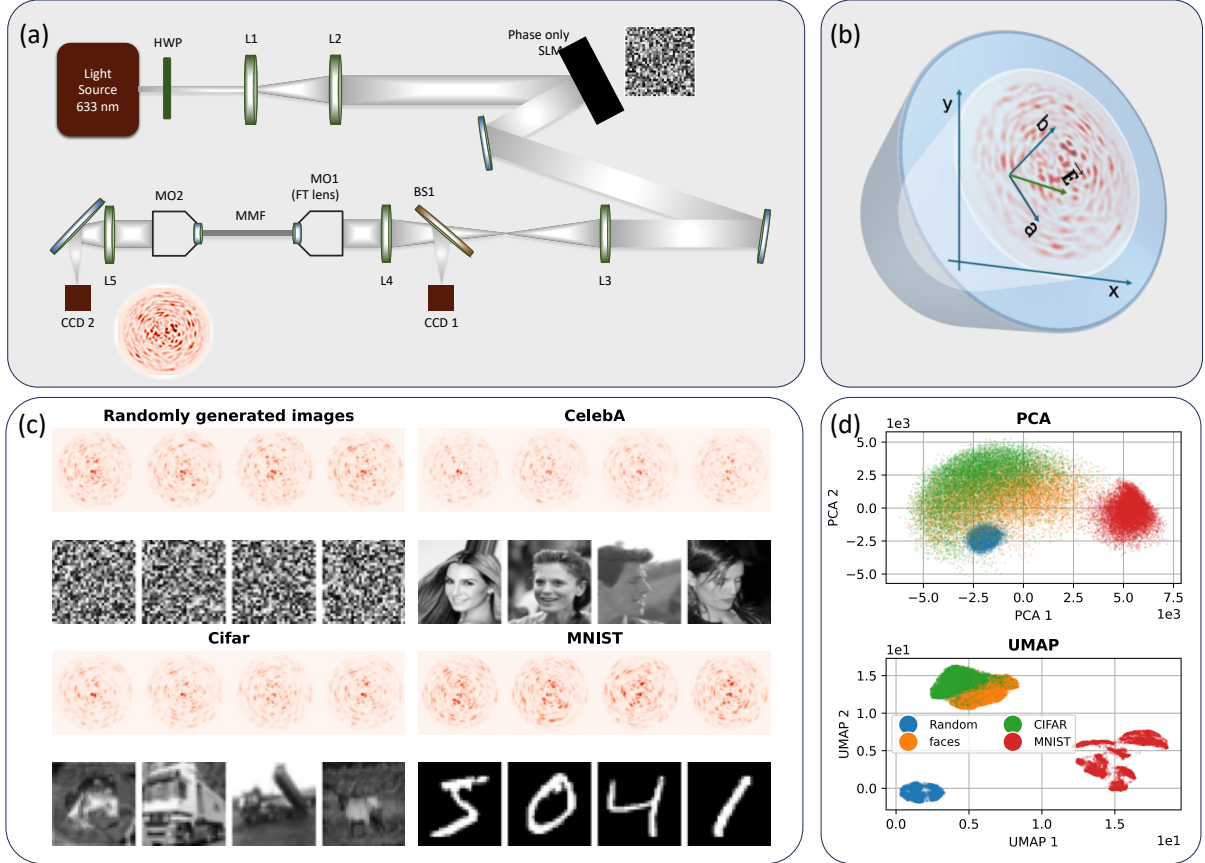 (a)
HWP
L1
L2
Phase only
SLM
Light
Source
633 nm
MO2
MMF
MO1
(FT lens)
BS1
L5
L4
L3
CCD 2
CCD 1
(b)
y
b
E
a
x
(c)
Randomly generated images
CelebA
Cifar
MNIST
5 0 4 1
(d)
PCA
1e3
5.0
2.5
0.0
−2.5
−5.0
PCA 2
−5.0 −2.5 0.0 2.5 5.0 7.5
PCA 1
1e3
UMAP
1e1
1.5
1.0
0.5
0.0
UMAP 2
Random
faces
CIFAR
MNIST
0.0 0.5 1.0 1.5
UMAP 1
1e1